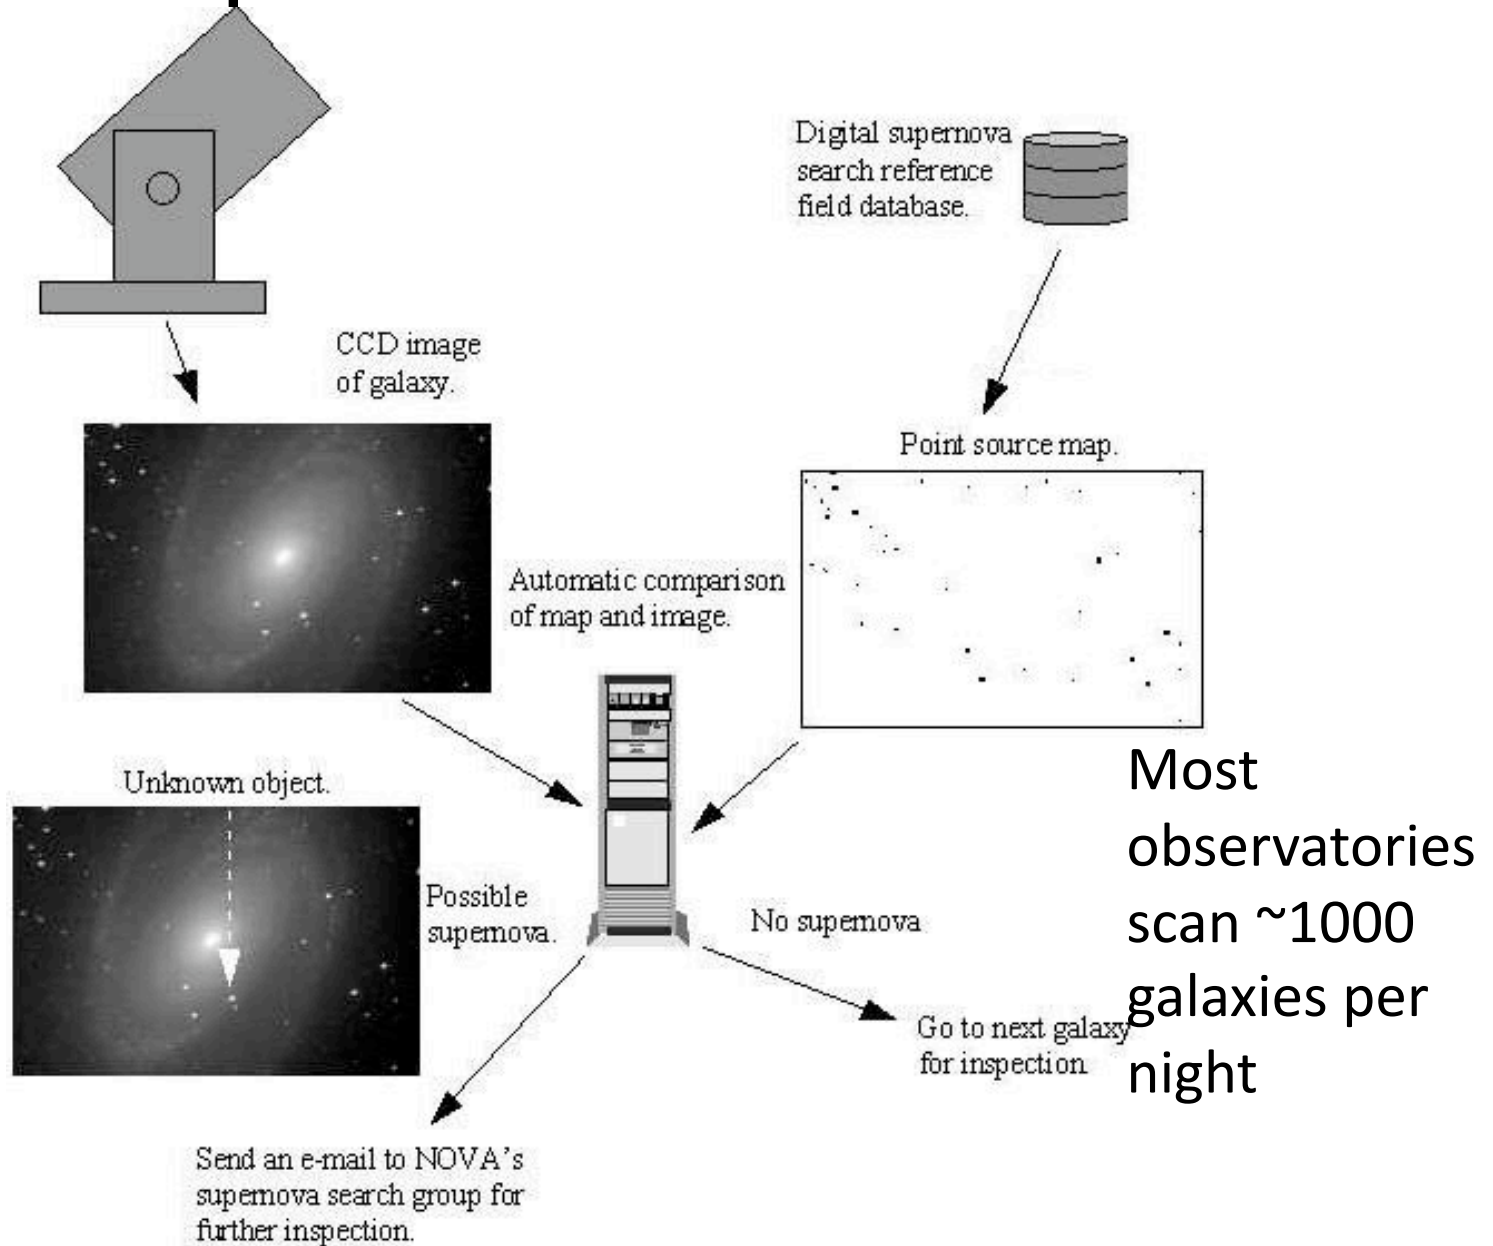 Digital supernova
search reference
field database.
CCD image
of galaxy.
Point source map.
Automatic comparison
of map and image.
Unknown object.
Possible
supernova.
No supernova
Go to next galaxy
for inspection
Most
observatories
scan ~1000
galaxies per
night
Send an e-mail to NOVA's
supernova search group for
further inspection.